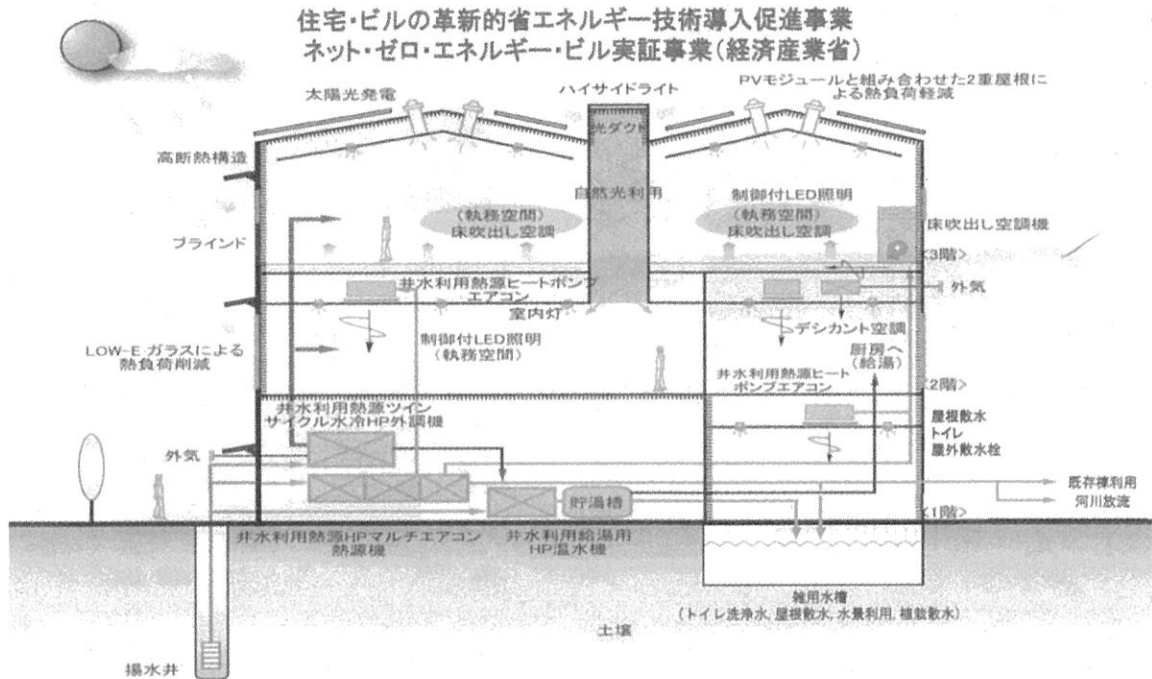 住宅・ビルの革新的省エネルギー技術導入促進事業
ネット・ゼロ・エネルギー・ビル実証事業(経済産業省)
太陽光発電
ハイサイドライト
PVモジュールと組み合わせた2重屋根に
よる熱負荷軽減
光ダクト
高断熱構造
自然光利用
制御付LED照明
(執務空間)
床吹出し空調
(執務空間)
床吹出し空調
床吹出し空調機
ブラインド
<3階>
井水利用熱源ヒートポンプ
エアコン
外気
室内灯
デシカント空調
制御付LED照明
(執務空間)
LOW-E ガラスによる
熱負荷削減
厨房へ
(給湯)
井水利用熱源ヒート
ポンプエアコン
<2階>
井水利用熱源ツイン
サイクル水冷HP外調機
屋根散水
トイレ
屋外散水栓
外気
既存棟利用
貯湯槽
河川放流
<1階>
井水利用熱源HPマルチエアコン
熱源機
井水利用給湯用
HP温水機
雑用水槽
(トイレ洗浄水, 屋根散水, 水景利用, 植栽散水)
土壌
揚水井